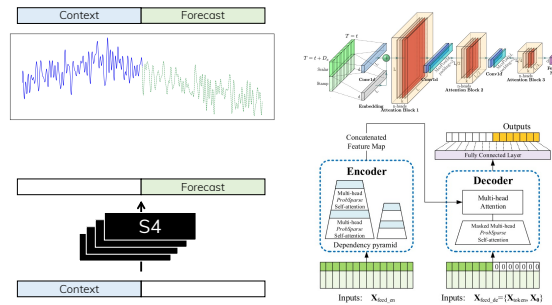 Context Forecast
Forecast
S4
Context
T = t
T = t + D
Scalar
Stamp
Embedding
Conv1d
Attention Block 1
Conv1d
Attention Block 2
Conv1d
Attention Block 3
Concatenated
Feature Map
Encoder
Multi-head
ProbSparse
Self-attention
Multi-head
ProbSparse
Self-attention
Dependency pyramid
Inputs: X_feed_en
Outputs
Fully Connected Layer
Decoder
Multi-head
Attention
Masked Multi-head
ProbSparse
Self-attention
0 0 0 0 0 0 0
Inputs: X_feed_de={X_token, X_0}